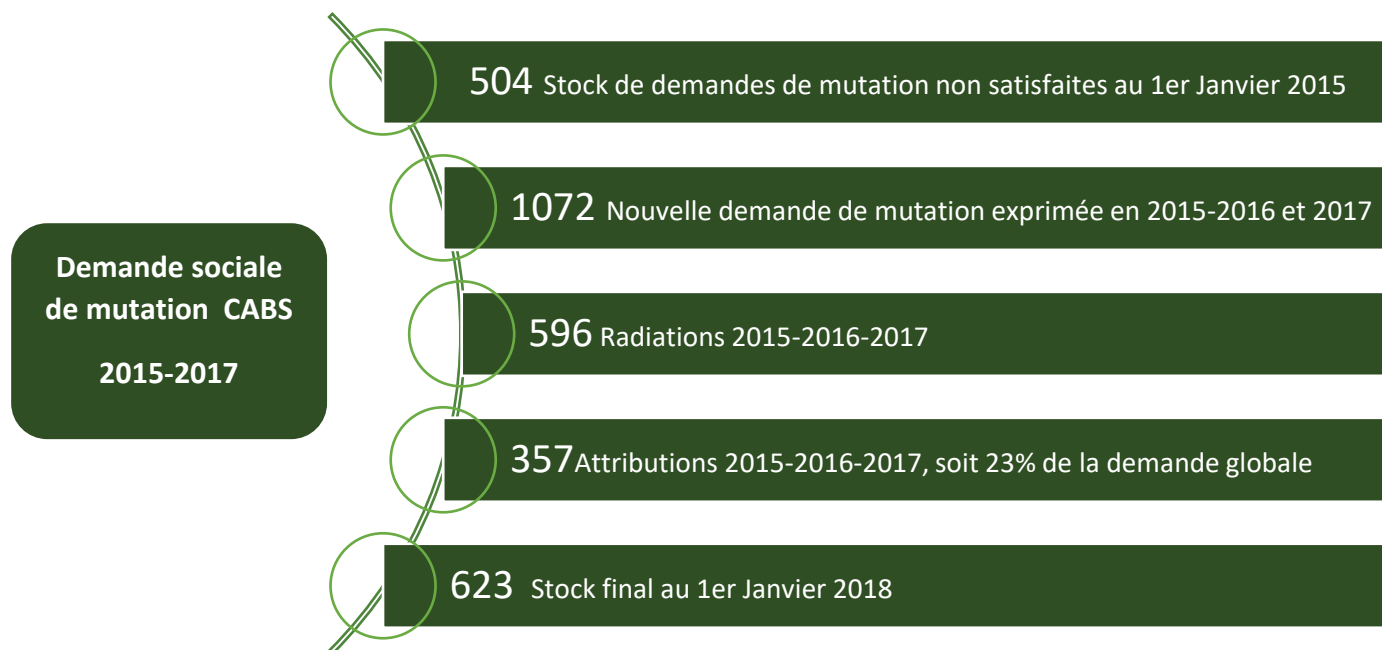 Demande sociale
de mutation CABS
2015-2017
504 Stock de demandes de mutation non satisfaites au 1er Janvier 2015
1072 Nouvelle demande de mutation exprimée en 2015-2016 et 2017
596 Radiations 2015-2016-2017
357Attributions 2015-2016-2017, soit 23% de la demande globale
623 Stock final au 1er Janvier 2018